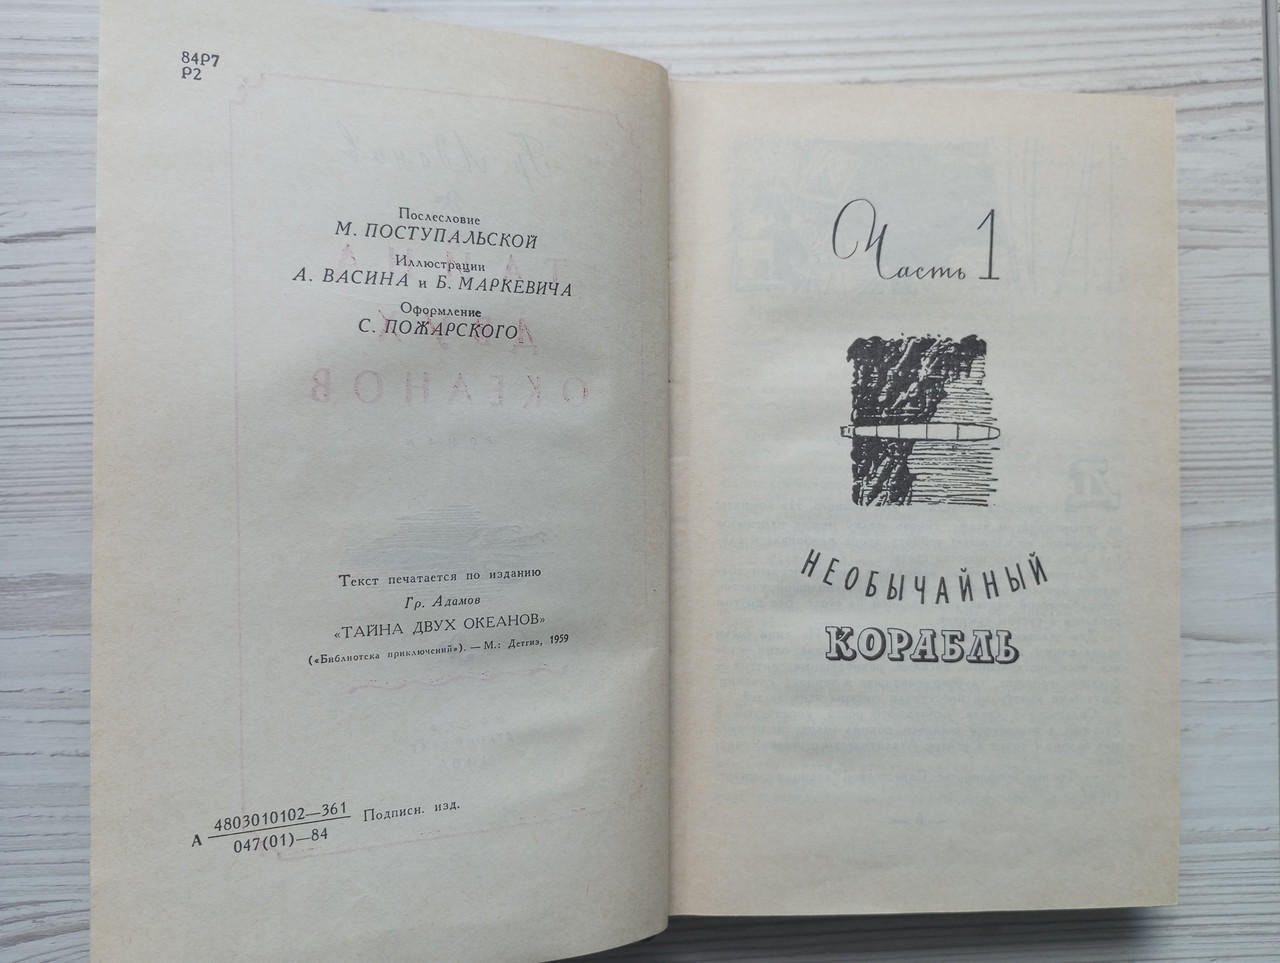 84Р7
Р2
Послесловие
М. ПОСТУПАЛЬСКОЙ
Иллюстрации
А. ВАСИНА и Б. МАРКЕВИЧА
Оформление
С. ПОЖАРСКОГО
Текст печатается по изданию
Гр. Адамов
«ТАЙНА ДВУХ ОКЕАНОВ»
(«Библиотека приключений»). — М.: Детгиз, 1959
А 4803010102—361
047(01)—84
Подписн. изд.
Часть 1
НЕОБЫЧАЙНЫЙ
КОРАБЛЬ